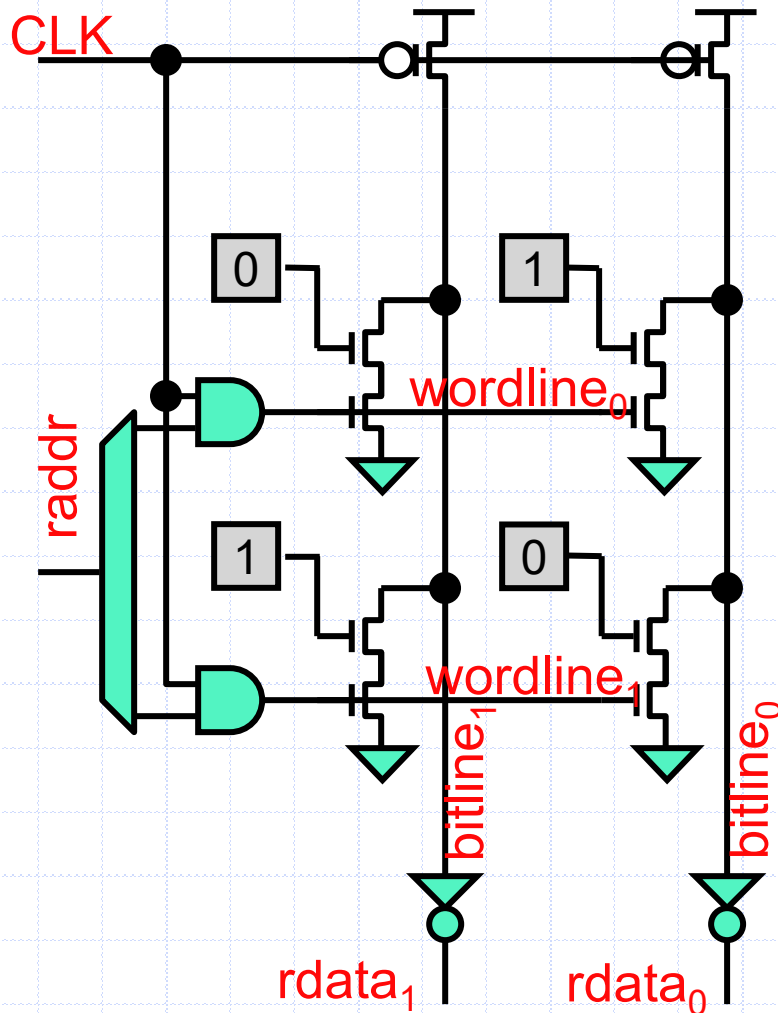 CLK
0
1
wordline₀
raddr
1
0
wordline₁
bitline₁
bitline₀
rdata₁
rdata₀